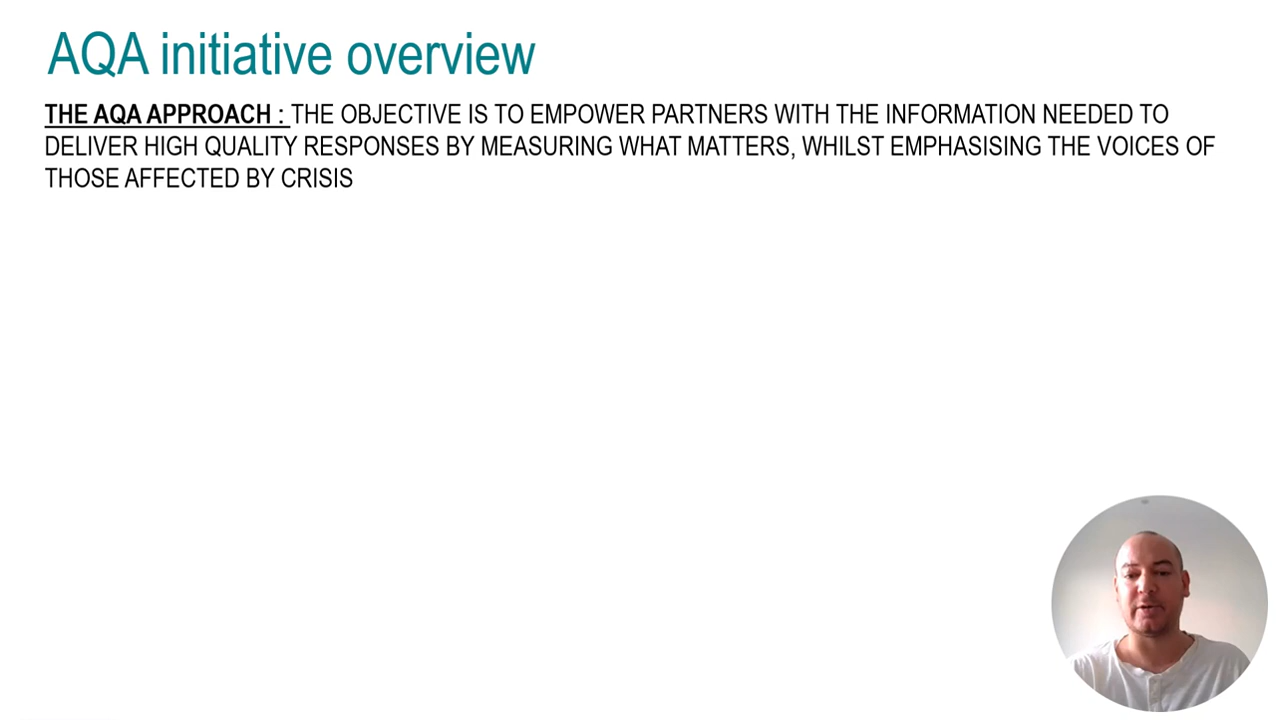 AQA initiative overview
THE AQA APPROACH : THE OBJECTIVE IS TO EMPOWER PARTNERS WITH THE INFORMATION NEEDED TO
DELIVER HIGH QUALITY RESPONSES BY MEASURING WHAT MATTERS, WHILST EMPHASISING THE VOICES OF
THOSE AFFECTED BY CRISIS